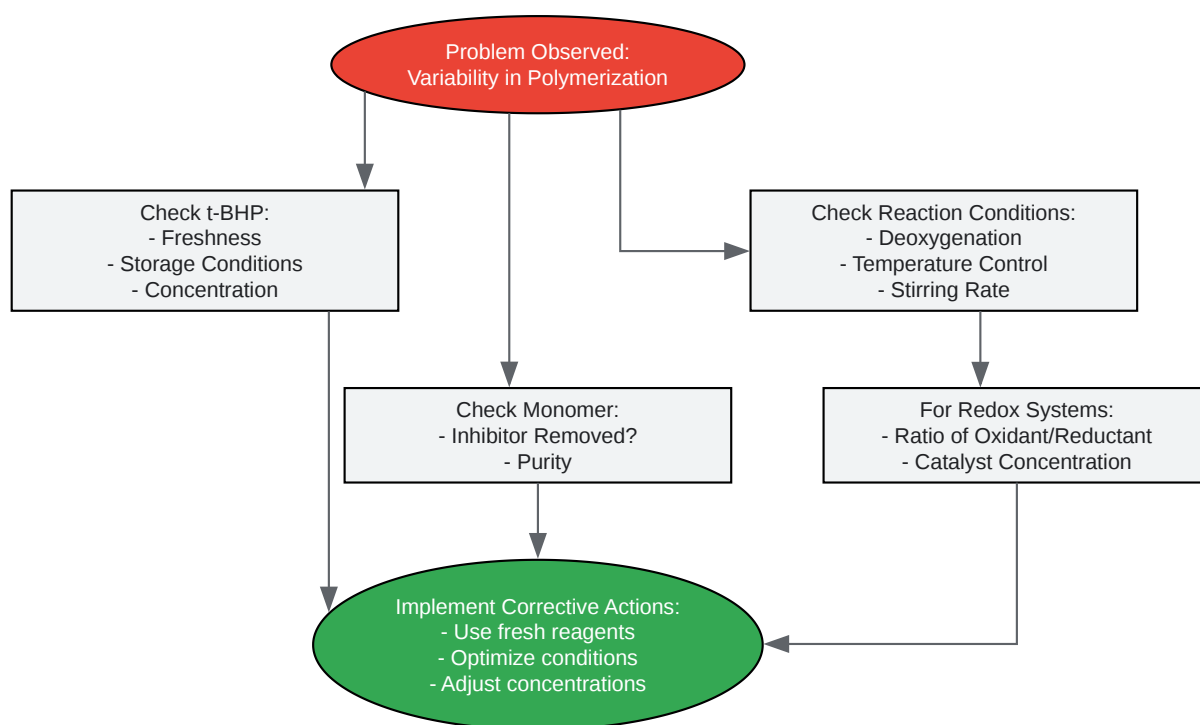 Problem Observed:
Variability in Polymerization
Check t-BHP:
- Freshness
- Storage Conditions
- Concentration
Check Reaction Conditions:
- Deoxygenation
- Temperature Control
- Stirring Rate
Check Monomer:
- Inhibitor Removed?
- Purity
For Redox Systems:
- Ratio of Oxidant/Reductant
- Catalyst Concentration
Implement Corrective Actions:
- Use fresh reagents
- Optimize conditions
- Adjust concentrations